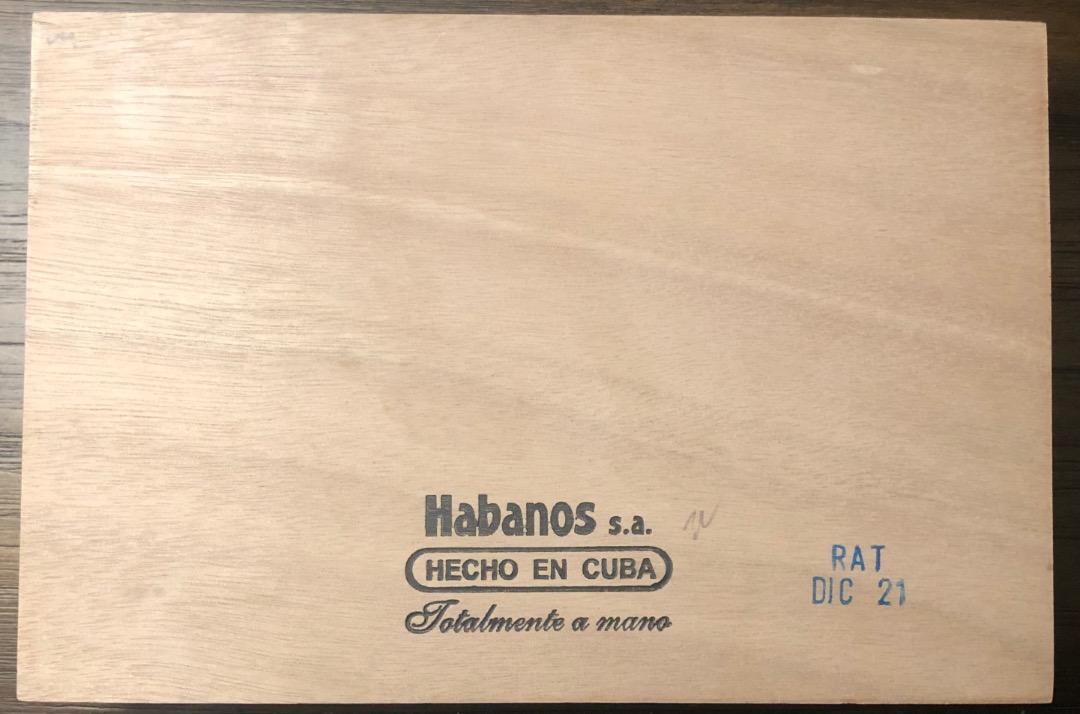 Habanos s.a.
HECHO EN CUBA
Totalmente a mano
RAT
DIC 21